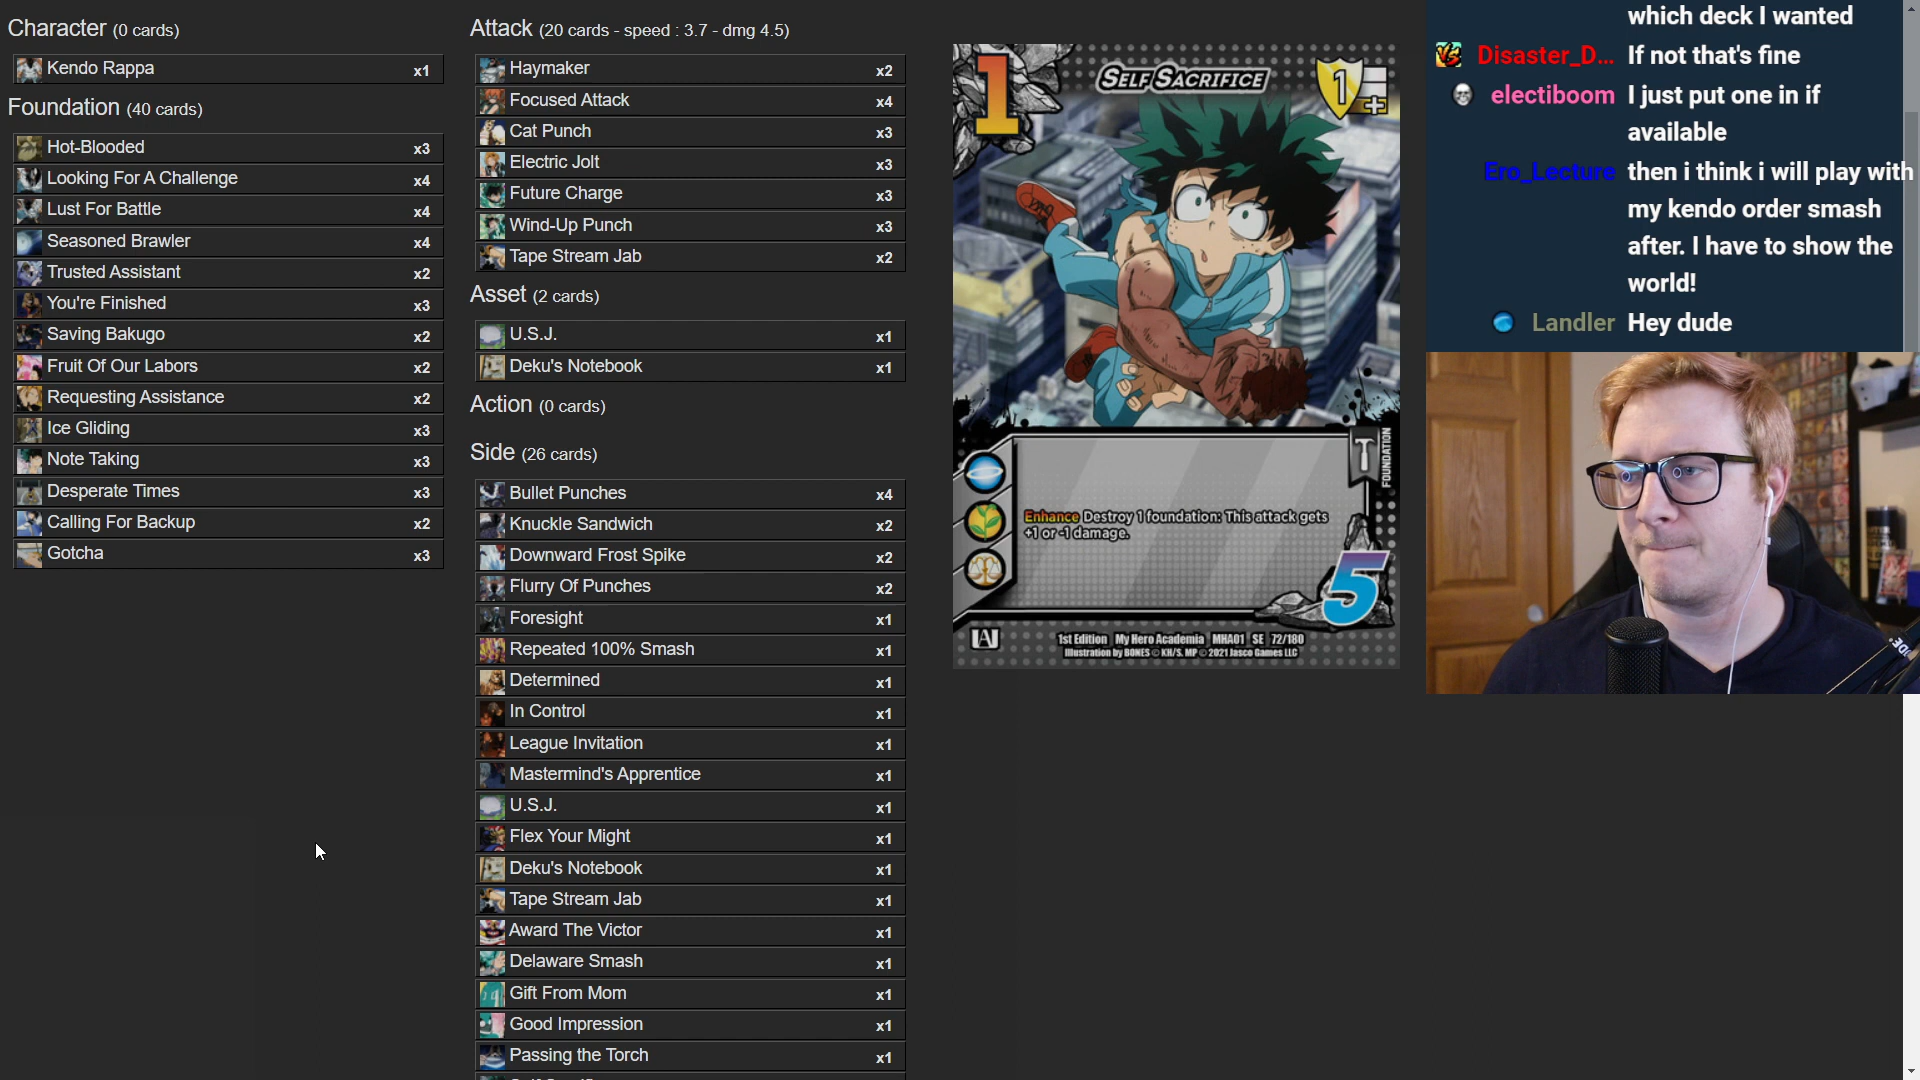 Character (0 cards)
Kendo Rappa x1
Foundation (40 cards)
Hot-Blooded x3
Looking For A Challenge x4
Lust For Battle x4
Seasoned Brawler x4
Trusted Assistant x2
You're Finished x3
Saving Bakugo x2
Fruit Of Our Labors x2
Requesting Assistance x2
Ice Gliding x3
Note Taking x3
Desperate Times x3
Calling For Backup x2
Gotcha x3
Attack (20 cards - speed : 3.7 - dmg 4.5)
Haymaker x2
Focused Attack x4
Cat Punch x3
Electric Jolt x3
Future Charge x3
Wind-Up Punch x3
Tape Stream Jab x2
Asset (2 cards)
U.S.J. x1
Deku's Notebook x1
Action (0 cards)
Side (26 cards)
Bullet Punches x4
Knuckle Sandwich x2
Downward Frost Spike x2
Flurry Of Punches x2
Foresight x1
Repeated 100% Smash x1
Determined x1
In Control x1
League Invitation x1
Mastermind's Apprentice x1
U.S.J. x1
Flex Your Might x1
Deku's Notebook x1
Tape Stream Jab x1
Award The Victor x1
Delaware Smash x1
Gift From Mom x1
Good Impression x1
Passing the Torch x1
1
SELF SACRIFICE
1
+
FOUNDATION
Enhance Destroy 1 foundation: This attack gets
+1 or -1 damage.
5
1st Edition My Hero Academia MHA01 SE 72/180
Illustration by BONES © KH/S. MP © 2021 Jasco Games LLC
which deck I wanted
Disaster_D... If not that's fine
electiboom I just put one in if
available
Ero_Lecture then i think i will play with
my kendo order smash
after. I have to show the
world!
Landler Hey dude